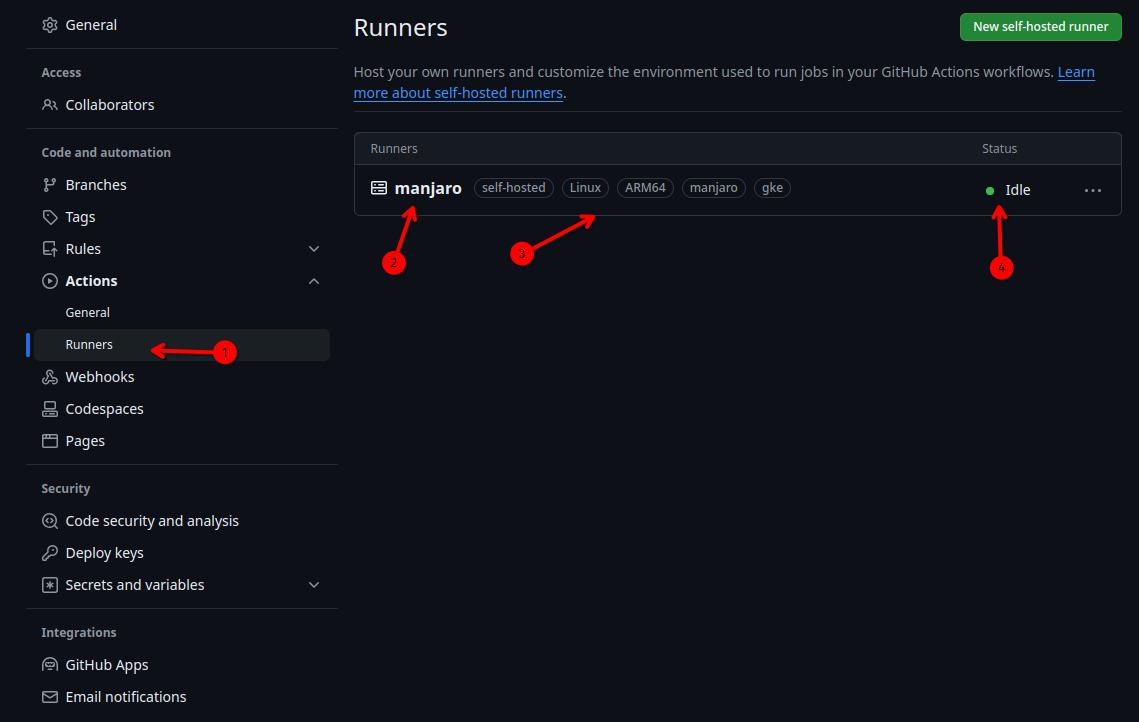 General
Access
Collaborators
Code and automation
Branches
Tags
Rules
Actions
General
Runners
1
Webhooks
Codespaces
Pages
Security
Code security and analysis
Deploy keys
Secrets and variables
Integrations
GitHub Apps
Email notifications
Runners
New self-hosted runner
Host your own runners and customize the environment used to run jobs in your GitHub Actions workflows. Learn
more about self-hosted runners.
Runners Status
manjaro self-hosted Linux ARM64 manjaro gke Idle ...
2 3 4